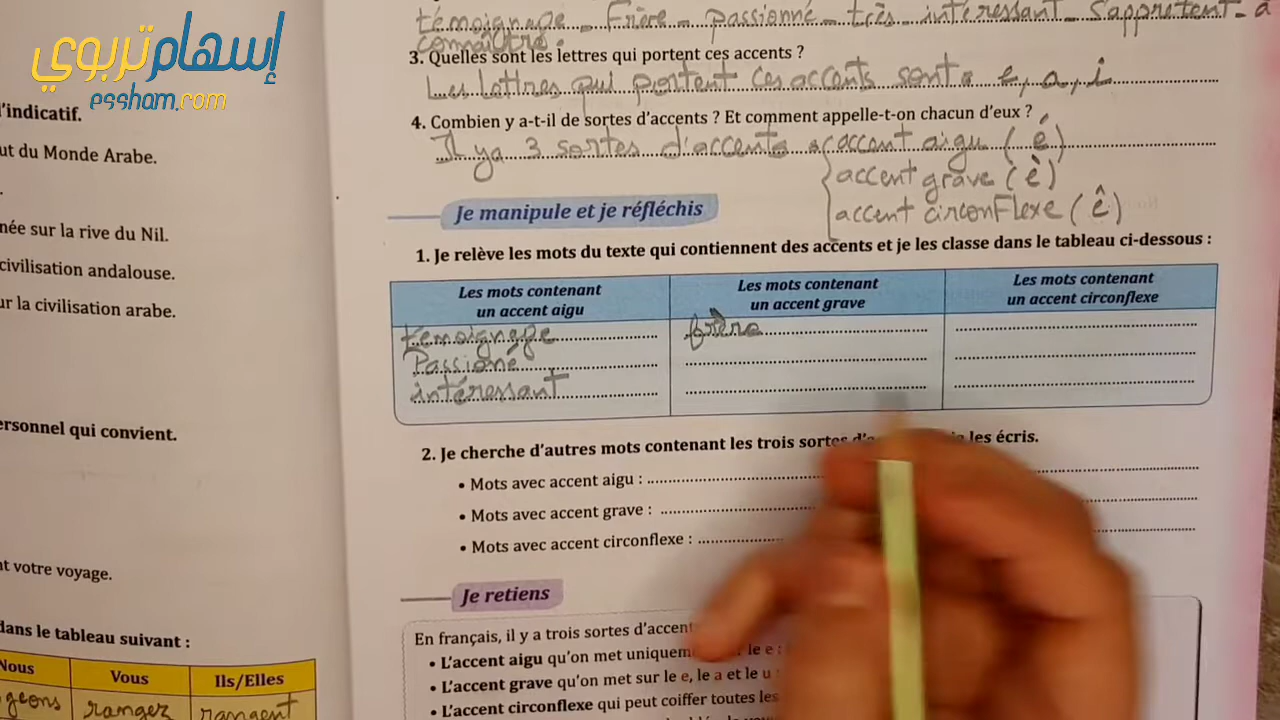 إسهام تربوي
essham.com
témoignage - Frère - passionné - très intéressant - s'apprêtent - à
connaître.
3. Quelles sont les lettres qui portent ces accents ?
Les lettres qui portent ces accents sont : e, a, i
4. Combien y a-t-il de sortes d'accents ? Et comment appelle-t-on chacun d'eux ?
Il y a 3 sortes d'accents : accent aigu (é)
accent grave (è)
accent circonflexe (ê)
Je manipule et je réfléchis
1. Je relève les mots du texte qui contiennent des accents et je les classe dans le tableau ci-dessous :
Les mots contenant un accent aigu
Les mots contenant un accent grave
Les mots contenant un accent circonflexe
témoignage
frère
Passioné
intéressant
2. Je cherche d'autres mots contenant les trois sortes les écris.
• Mots avec accent aigu :
• Mots avec accent grave :
• Mots avec accent circonflexe :
Je retiens
En français, il y a trois sortes d'accent
• L'accent aigu qu'on met uniquem le e :
• L'accent grave qu'on met sur le e, le a et le u :
• L'accent circonflexe qui peut coiffer toutes les
l'indicatif.
ut du Monde Arabe.
née sur la rive du Nil.
civilisation andalouse.
ur la civilisation arabe.
ersonnel qui convient.
nt votre voyage.
dans le tableau suivant :
Nous Vous Ils/Elles
geons rangez rangent